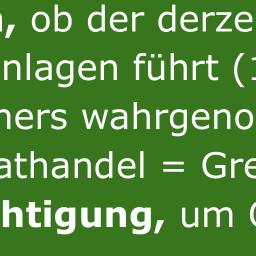 , ob der derze
nlagen führt (1
ners wahrgeno
athandel = Gre
htigung, um